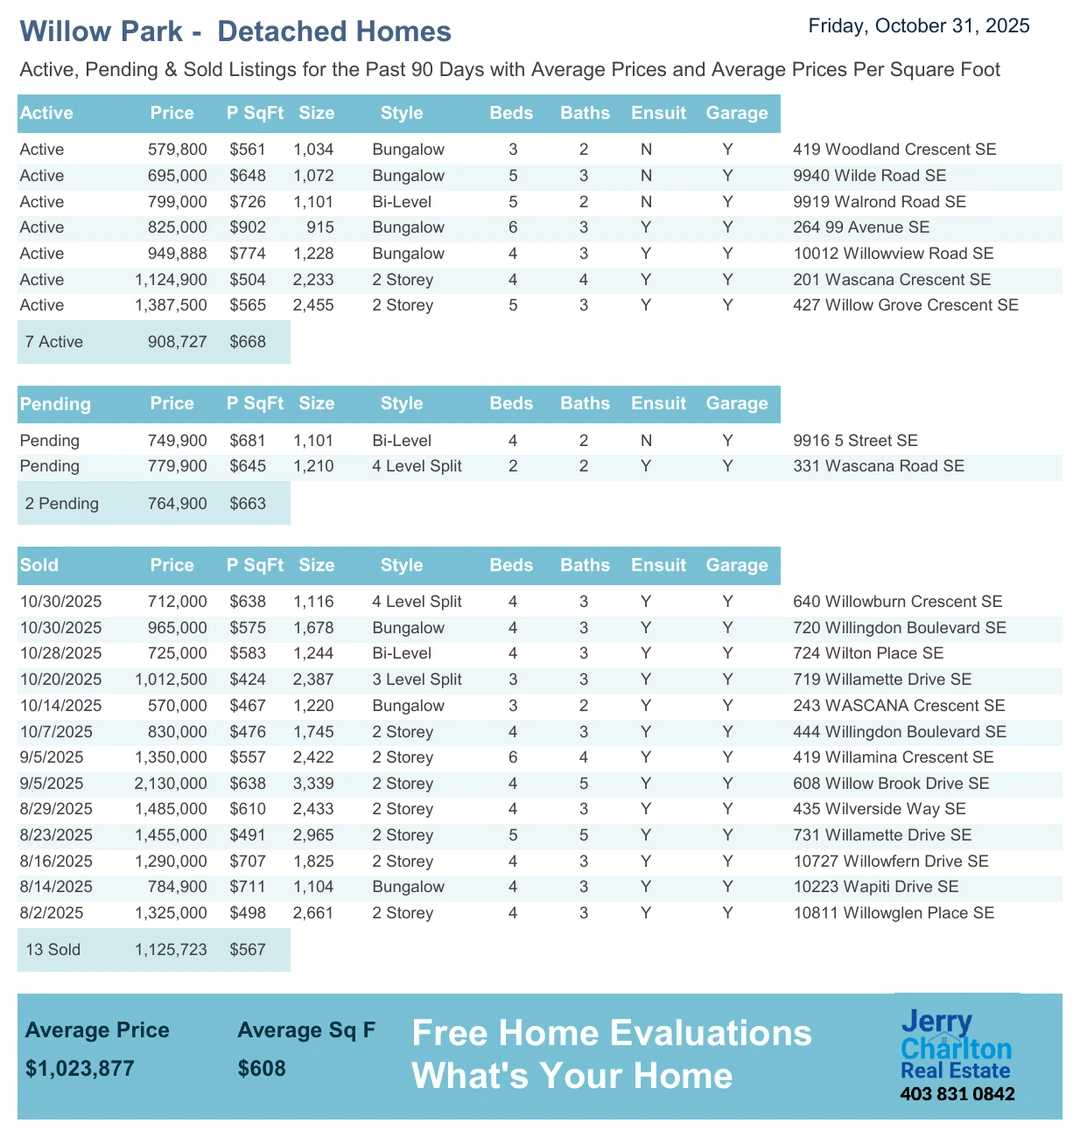 Willow Park -  Detached Homes
Friday, October 31, 2025
Active, Pending & Sold Listings for the Past 90 Days with Average Prices and Average Prices Per Square Foot
Active Price P SqFt Size Style Beds Baths Ensuit Garage
Active 579,800 $561 1,034 Bungalow 3 2 N Y 419 Woodland Crescent SE
Active 695,000 $648 1,072 Bungalow 5 3 N Y 9940 Wilde Road SE
Active 799,000 $726 1,101 Bi-Level 5 2 N Y 9919 Walrond Road SE
Active 825,000 $902 915 Bungalow 6 3 Y Y 264 99 Avenue SE
Active 949,888 $774 1,228 Bungalow 4 3 Y Y 10012 Willowview Road SE
Active 1,124,900 $504 2,233 2 Storey 4 4 Y Y 201 Wascana Crescent SE
Active 1,387,500 $565 2,455 2 Storey 5 3 Y Y 427 Willow Grove Crescent SE
7 Active 908,727 $668
Pending Price P SqFt Size Style Beds Baths Ensuit Garage
Pending 749,900 $681 1,101 Bi-Level 4 2 N Y 9916 5 Street SE
Pending 779,900 $645 1,210 4 Level Split 2 2 Y Y 331 Wascana Road SE
2 Pending 764,900 $663
Sold Price P SqFt Size Style Beds Baths Ensuit Garage
10/30/2025 712,000 $638 1,116 4 Level Split 4 3 Y Y 640 Willowburn Crescent SE
10/30/2025 965,000 $575 1,678 Bungalow 4 3 Y Y 720 Willingdon Boulevard SE
10/28/2025 725,000 $583 1,244 Bi-Level 4 3 Y Y 724 Wilton Place SE
10/20/2025 1,012,500 $424 2,387 3 Level Split 3 3 Y Y 719 Willamette Drive SE
10/14/2025 570,000 $467 1,220 Bungalow 3 2 Y Y 243 WASCANA Crescent SE
10/7/2025 830,000 $476 1,745 2 Storey 4 3 Y Y 444 Willingdon Boulevard SE
9/5/2025 1,350,000 $557 2,422 2 Storey 6 4 Y Y 419 Willamina Crescent SE
9/5/2025 2,130,000 $638 3,339 2 Storey 4 5 Y Y 608 Willow Brook Drive SE
8/29/2025 1,485,000 $610 2,433 2 Storey 4 3 Y Y 435 Wilverside Way SE
8/23/2025 1,455,000 $491 2,965 2 Storey 5 5 Y Y 731 Willamette Drive SE
8/16/2025 1,290,000 $707 1,825 2 Storey 4 3 Y Y 10727 Willowfern Drive SE
8/14/2025 784,900 $711 1,104 Bungalow 4 3 Y Y 10223 Wapiti Drive SE
8/2/2025 1,325,000 $498 2,661 2 Storey 4 3 Y Y 10811 Willowglen Place SE
13 Sold 1,125,723 $567
Average Price Average Sq F
$1,023,877 $608
Free Home Evaluations
What's Your Home
Jerry
Charlton
Real Estate
403 831 0842